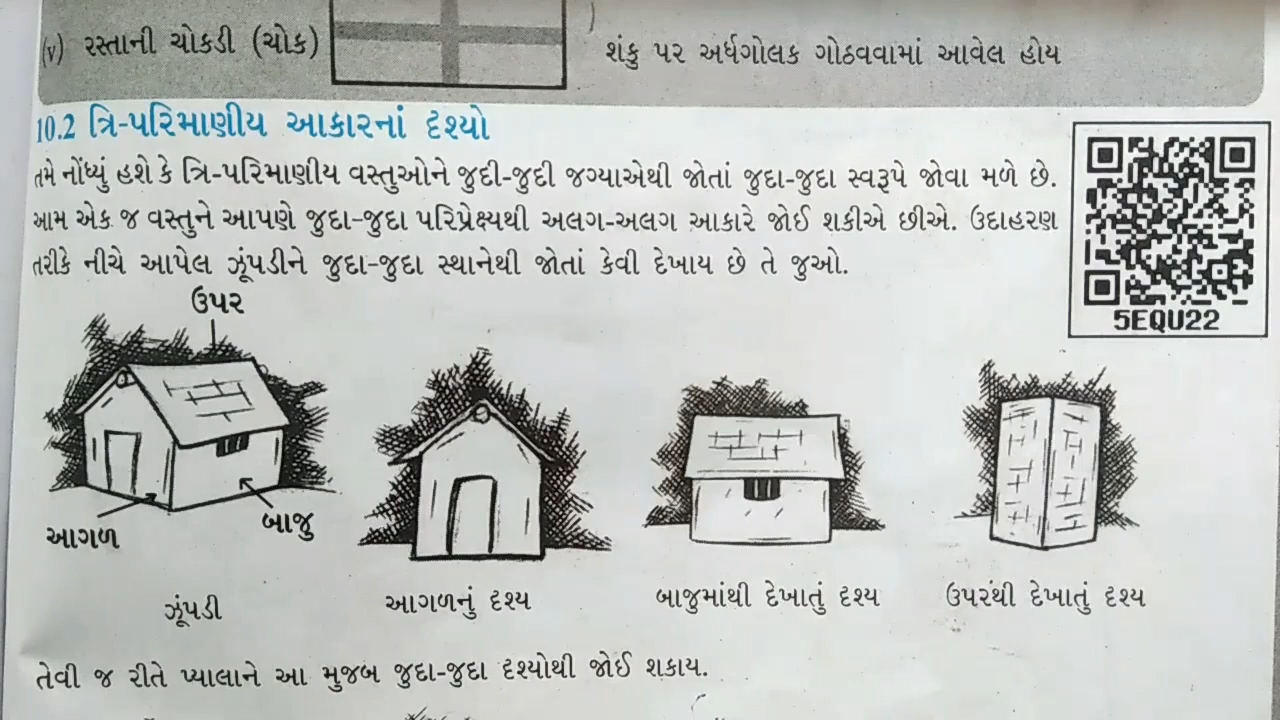 (v) રસ્તાની ચોકડી (ચોક)
શંકુ પર અર્ધગોલક ગોઠવવામાં આવેલ હોય
10.2 ત્રિ-પરિમાણીય આકારનાં દૃશ્યો
તમે નોંધ્યું હશે કે ત્રિ-પરિમાણીય વસ્તુઓને જુદી-જુદી જગ્યાએથી જોતાં જુદા-જુદા સ્વરૂપે જોવા મળે છે.
આમ એક જ વસ્તુને આપણે જુદા-જુદા પરિપ્રેક્ષ્યથી અલગ-અલગ આકારે જોઈ શકીએ છીએ. ઉદાહરણ
તરીકે નીચે આપેલ ઝૂંપડીને જુદા-જુદા સ્થાનેથી જોતાં કેવી દેખાય છે તે જુઓ.
5EQU22
ઉપર
આગળ
બાજુ
ઝૂંપડી
આગળનું દૃશ્ય
બાજુમાંથી દેખાતું દૃશ્ય
ઉપરથી દેખાતું દૃશ્ય
તેવી જ રીતે પ્યાલાને આ મુજબ જુદા-જુદા દૃશ્યોથી જોઈ શકાય.